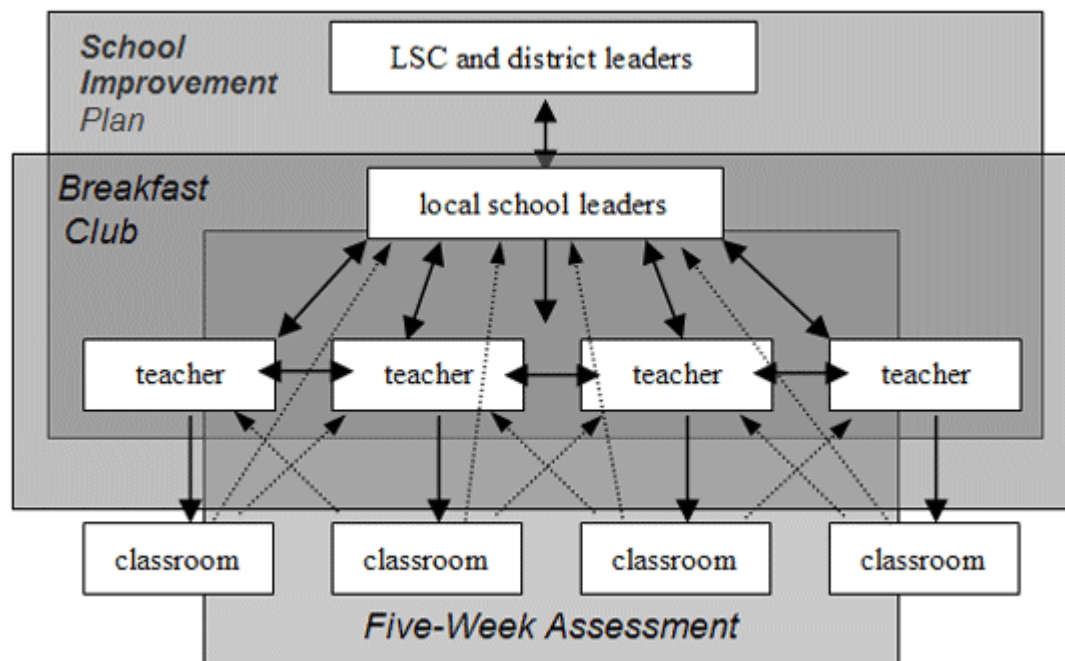 School
Improvement
Plan
LSC and district leaders
Breakfast
Club
local school leaders
teacher
teacher
teacher
teacher
classroom
classroom
classroom
classroom
Five-Week Assessment